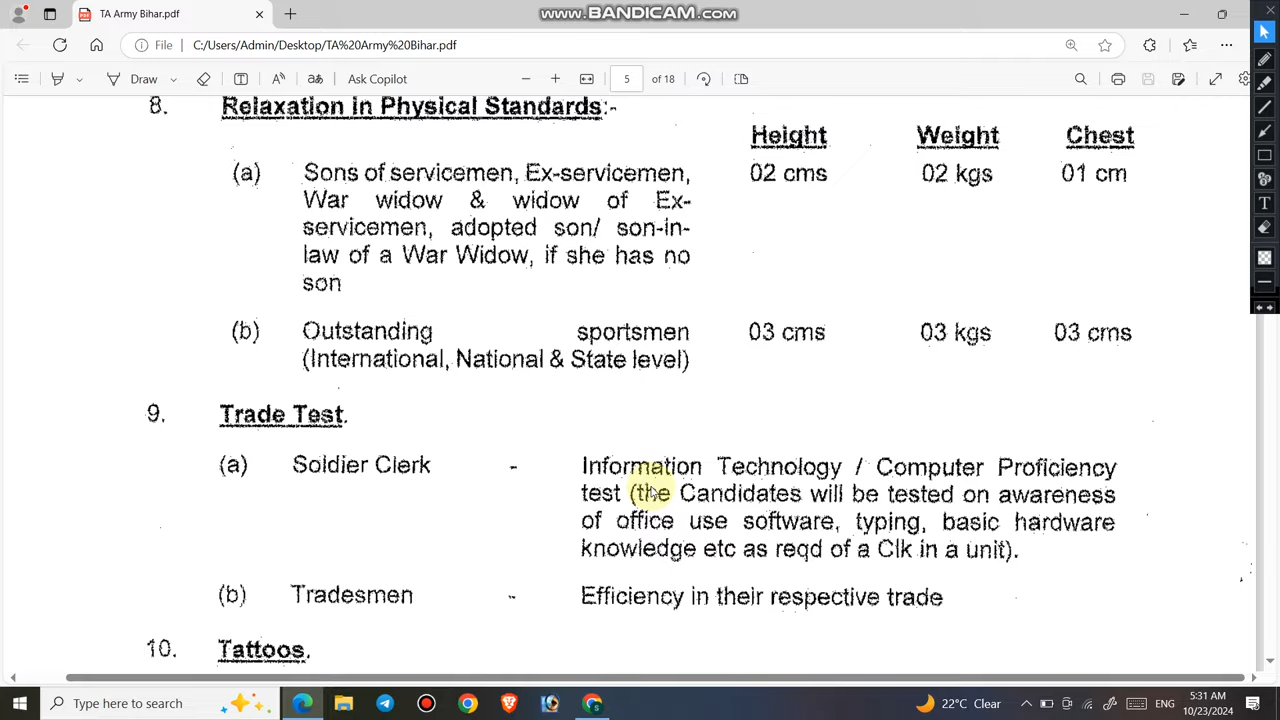 TA Army Bihar.pdf
www.BANDICAM.com
File
C:/Users/Admin/Desktop/TA%20Army%20Bihar.pdf
Draw
Ask Copilot
5
of 18
8. Relaxation in Physical Standards:-
Height Weight Chest
(a) Sons of servicemen, Ex-servicemen, 02 cms 02 kgs 01 cm
War widow & widow of Ex-
servicemen, adopted son/ son-in-
law of a War Widow, if she has no
son
(b) Outstanding sportsmen 03 cms 03 kgs 03 cms
(International, National & State level)
9. Trade Test.
(a) Soldier Clerk - Information Technology / Computer Proficiency
test (the Candidates will be tested on awareness
of office use software, typing, basic hardware
knowledge etc as reqd of a Clk in a unit).
(b) Tradesmen - Efficiency in their respective trade
10. Tattoos.
Type here to search
22°C Clear
5:31 AM
10/23/2024